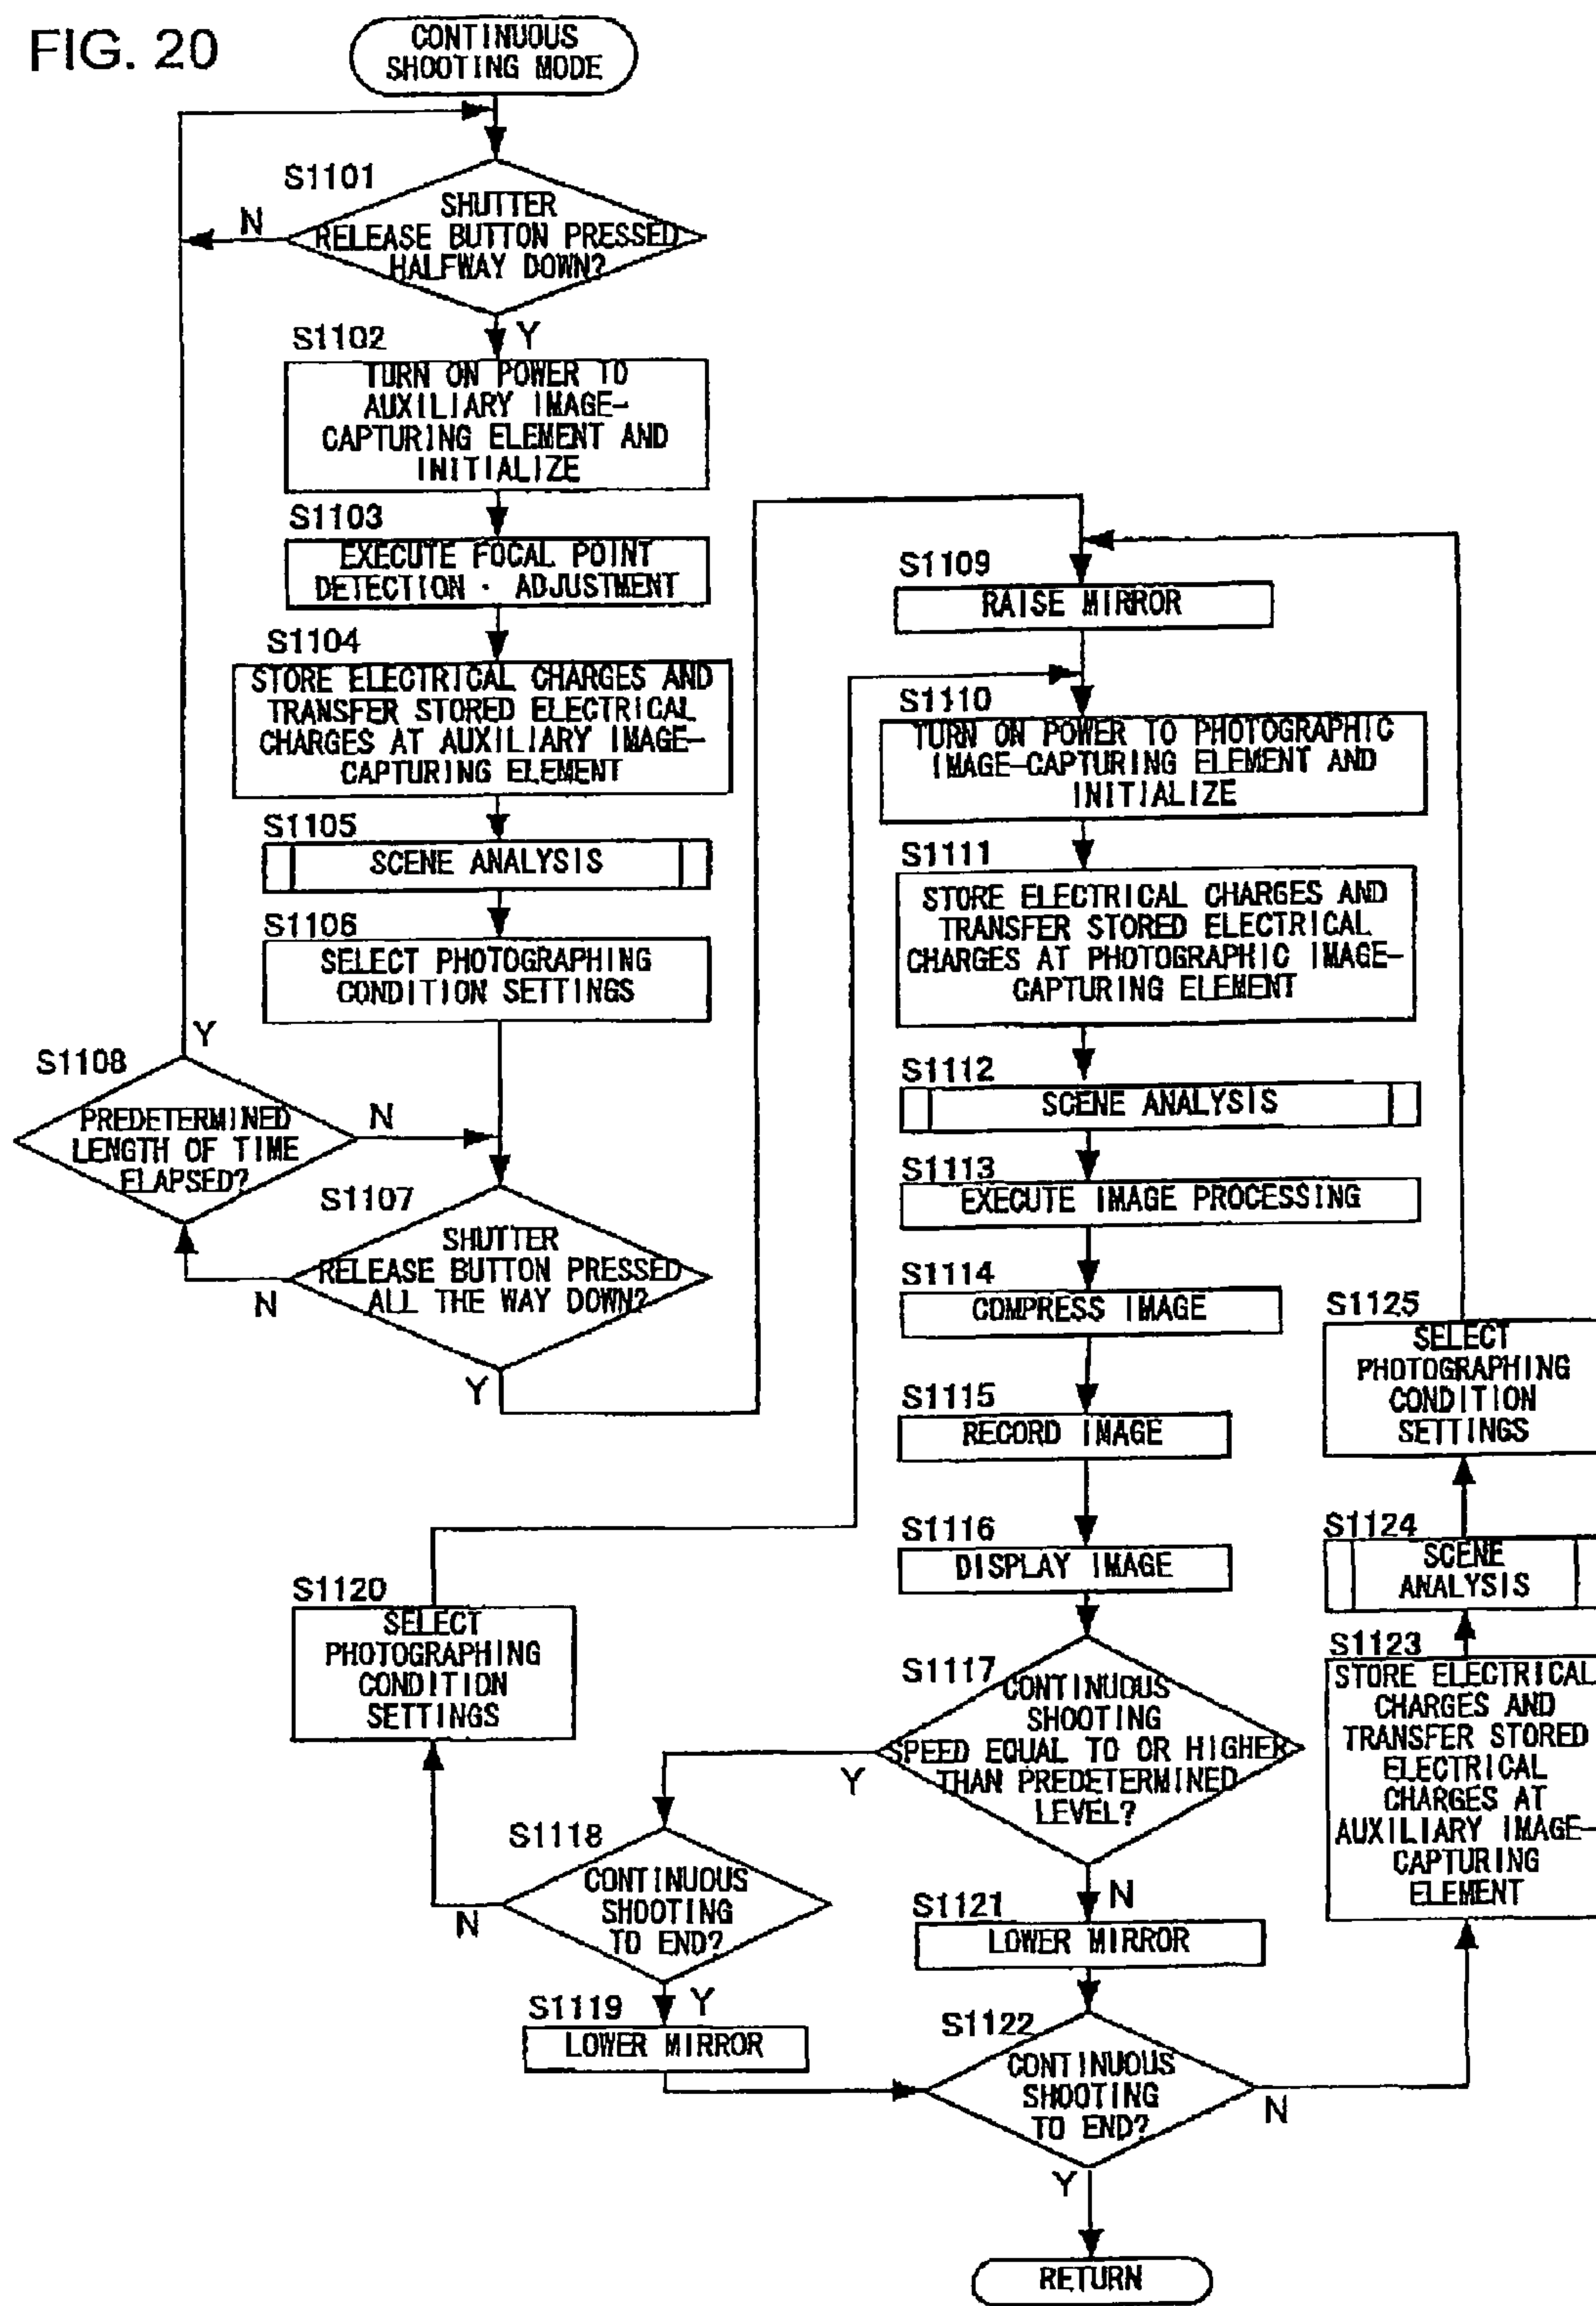 FIG. 20
CONTINUOUS
SHOOTING MODE
S1101
SHUTTER
RELEASE BUTTON PRESSED
HALFWAY DOWN?
N
Y
S1102
TURN ON POWER TO
AUXILIARY IMAGE-
CAPTURING ELEMENT AND
INITIALIZE
S1103
EXECUTE FOCAL POINT
DETECTION · ADJUSTMENT
S1104
STORE ELECTRICAL CHARGES AND
TRANSFER STORED ELECTRICAL
CHARGES AT AUXILIARY IMAGE-
CAPTURING ELEMENT
S1105
SCENE ANALYSIS
S1106
SELECT PHOTOGRAPHING
CONDITION SETTINGS
Y
S1108
PREDETERMINED
LENGTH OF TIME
ELAPSED?
N
S1107
SHUTTER
RELEASE BUTTON PRESSED
ALL THE WAY DOWN?
N
Y
S1109
RAISE MIRROR
S1110
TURN ON POWER TO PHOTOGRAPHIC
IMAGE-CAPTURING ELEMENT AND
INITIALIZE
S1111
STORE ELECTRICAL CHARGES AND
TRANSFER STORED ELECTRICAL
CHARGES AT PHOTOGRAPHIC IMAGE-
CAPTURING ELEMENT
S1112
SCENE ANALYSIS
S1113
EXECUTE IMAGE PROCESSING
S1114
COMPRESS IMAGE
S1115
RECORD IMAGE
S1116
DISPLAY IMAGE
S1117
CONTINUOUS
SHOOTING
SPEED EQUAL TO OR HIGHER
THAN PREDETERMINED
LEVEL?
Y
N
S1118
CONTINUOUS
SHOOTING
TO END?
N
Y
S1119
LOWER MIRROR
S1120
SELECT
PHOTOGRAPHING
CONDITION
SETTINGS
S1121
LOWER MIRROR
S1122
CONTINUOUS
SHOOTING
TO END?
N
Y
S1123
STORE ELECTRICAL
CHARGES AND
TRANSFER STORED
ELECTRICAL
CHARGES AT
AUXILIARY IMAGE-
CAPTURING
ELEMENT
S1124
SCENE
ANALYSIS
S1125
SELECT
PHOTOGRAPHING
CONDITION
SETTINGS
RETURN